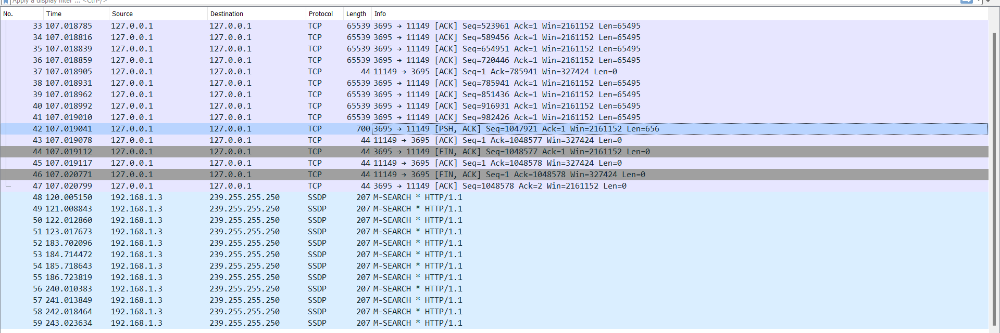 Apply a display filter ... <Ctrl-/>
No. Time Source Destination Protocol Length Info
33 107.018785 127.0.0.1 127.0.0.1 TCP 65539 3695 → 11149 [ACK] Seq=523961 Ack=1 Win=2161152 Len=65495
34 107.018816 127.0.0.1 127.0.0.1 TCP 65539 3695 → 11149 [ACK] Seq=589456 Ack=1 Win=2161152 Len=65495
35 107.018839 127.0.0.1 127.0.0.1 TCP 65539 3695 → 11149 [ACK] Seq=654951 Ack=1 Win=2161152 Len=65495
36 107.018859 127.0.0.1 127.0.0.1 TCP 65539 3695 → 11149 [ACK] Seq=720446 Ack=1 Win=2161152 Len=65495
37 107.018905 127.0.0.1 127.0.0.1 TCP 44 11149 → 3695 [ACK] Seq=1 Ack=785941 Win=327424 Len=0
38 107.018931 127.0.0.1 127.0.0.1 TCP 65539 3695 → 11149 [ACK] Seq=785941 Ack=1 Win=2161152 Len=65495
39 107.018962 127.0.0.1 127.0.0.1 TCP 65539 3695 → 11149 [ACK] Seq=851436 Ack=1 Win=2161152 Len=65495
40 107.018992 127.0.0.1 127.0.0.1 TCP 65539 3695 → 11149 [ACK] Seq=916931 Ack=1 Win=2161152 Len=65495
41 107.019010 127.0.0.1 127.0.0.1 TCP 65539 3695 → 11149 [ACK] Seq=982426 Ack=1 Win=2161152 Len=65495
42 107.019041 127.0.0.1 127.0.0.1 TCP 700 3695 → 11149 [PSH, ACK] Seq=1047921 Ack=1 Win=2161152 Len=656
43 107.019078 127.0.0.1 127.0.0.1 TCP 44 11149 → 3695 [ACK] Seq=1 Ack=1048577 Win=327424 Len=0
44 107.019112 127.0.0.1 127.0.0.1 TCP 44 3695 → 11149 [FIN, ACK] Seq=1048577 Ack=1 Win=2161152 Len=0
45 107.019117 127.0.0.1 127.0.0.1 TCP 44 11149 → 3695 [ACK] Seq=1 Ack=1048578 Win=327424 Len=0
46 107.020771 127.0.0.1 127.0.0.1 TCP 44 11149 → 3695 [FIN, ACK] Seq=1 Ack=1048578 Win=327424 Len=0
47 107.020799 127.0.0.1 127.0.0.1 TCP 44 3695 → 11149 [ACK] Seq=1048578 Ack=2 Win=2161152 Len=0
48 120.005150 192.168.1.3 239.255.255.250 SSDP 207 M-SEARCH * HTTP/1.1
49 121.008843 192.168.1.3 239.255.255.250 SSDP 207 M-SEARCH * HTTP/1.1
50 122.012860 192.168.1.3 239.255.255.250 SSDP 207 M-SEARCH * HTTP/1.1
51 123.017673 192.168.1.3 239.255.255.250 SSDP 207 M-SEARCH * HTTP/1.1
52 183.702096 192.168.1.3 239.255.255.250 SSDP 207 M-SEARCH * HTTP/1.1
53 184.714472 192.168.1.3 239.255.255.250 SSDP 207 M-SEARCH * HTTP/1.1
54 185.718643 192.168.1.3 239.255.255.250 SSDP 207 M-SEARCH * HTTP/1.1
55 186.723819 192.168.1.3 239.255.255.250 SSDP 207 M-SEARCH * HTTP/1.1
56 240.010383 192.168.1.3 239.255.255.250 SSDP 207 M-SEARCH * HTTP/1.1
57 241.013849 192.168.1.3 239.255.255.250 SSDP 207 M-SEARCH * HTTP/1.1
58 242.018464 192.168.1.3 239.255.255.250 SSDP 207 M-SEARCH * HTTP/1.1
59 243.023634 192.168.1.3 239.255.255.250 SSDP 207 M-SEARCH * HTTP/1.1